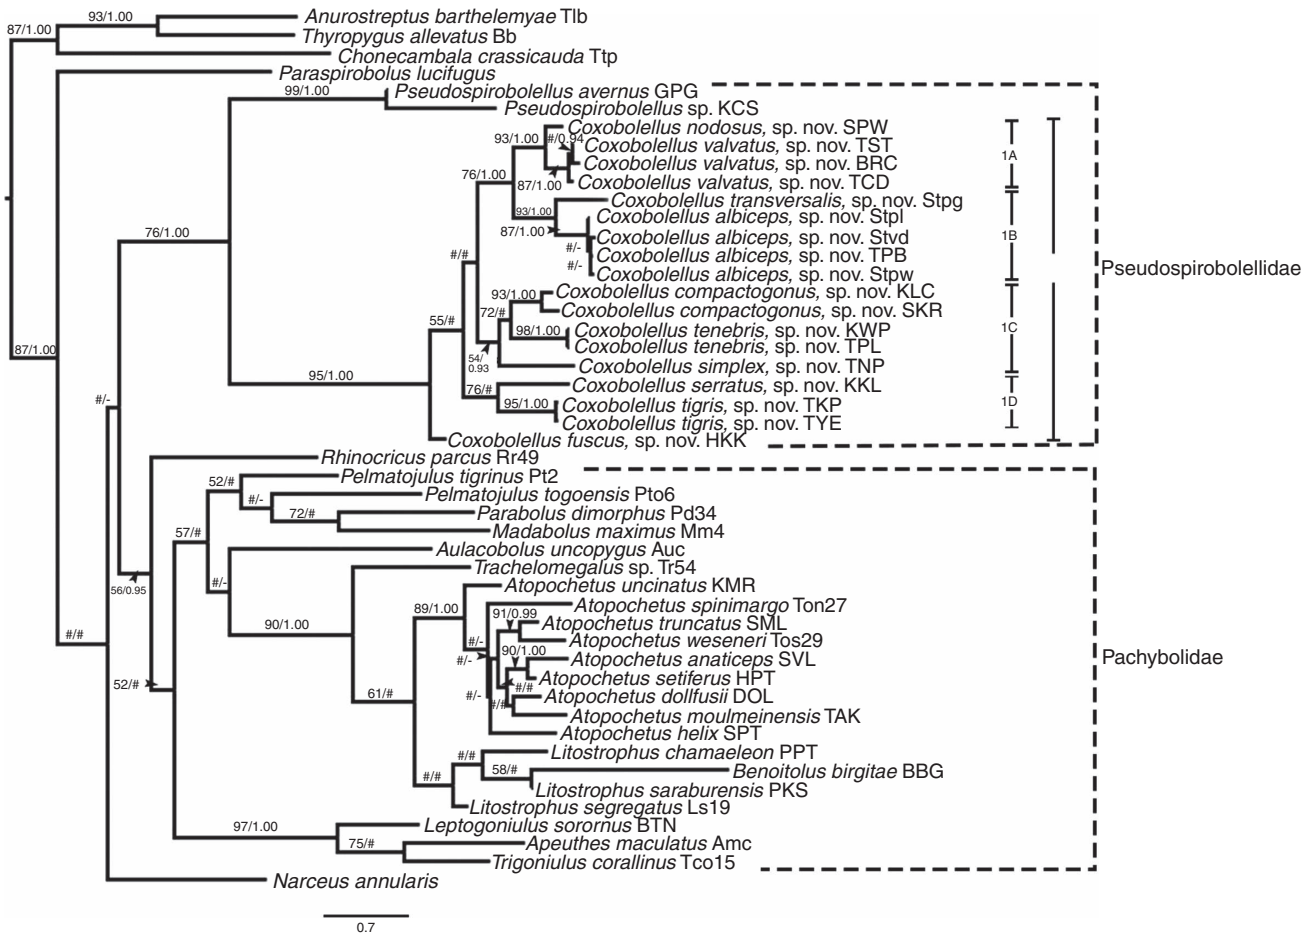 93/1.00
Anurostreptus barthelemyae Tlb
87/1.00
Thyropygus allevatus Bb
Chonecambala crassicauda Ttp
Paraspirobolus lucifugus
99/1.00
Pseudospirobolellus avernus GPG
Pseudospirobolellus sp. KCS
Coxobolellus nodosus, sp. nov. SPW
93/1.00
#/0.94
Coxobolellus valvatus, sp. nov. TST
1A
Coxobolellus valvatus, sp. nov. BRC
76/1.00
87/1.00
Coxobolellus valvatus, sp. nov. TCD
Coxobolellus transversalis, sp. nov. Stpg
93/1.00
Coxobolellus albiceps, sp. nov. Stpl
76/1.00
87/1.00
Coxobolellus albiceps, sp. nov. Stvd
1B
#/-
#/#
Coxobolellus albiceps, sp. nov. TPB
#/-
Coxobolellus albiceps, sp. nov. Stpw
Pseudospirobolellidae
93/1.00
Coxobolellus compactogonus, sp. nov. KLC
72/#
Coxobolellus compactogonus, sp. nov. SKR
55/#
98/1.00
Coxobolellus tenebris, sp. nov. KWP
1C
Coxobolellus tenebris, sp. nov. TPL
87/1.00
54/
0.93
Coxobolellus simplex, sp. nov. TNP
95/1.00
76/#
Coxobolellus serratus, sp. nov. KKL
#/-
95/1.00
Coxobolellus tigris, sp. nov. TKP
1D
Coxobolellus tigris, sp. nov. TYE
Coxobolellus fuscus, sp. nov. HKK
Rhinocricus parcus Rr49
52/#
Pelmatojulus tigrinus Pt2
#/-
Pelmatojulus togoensis Pto6
72/#
Parabolus dimorphus Pd34
57/#
Madabolus maximus Mm4
Aulacobolus uncopygus Auc
Trachelomegalus sp. Tr54
#/-
56/0.95
Atopochetus uncinatus KMR
89/1.00
Atopochetus spinimargo Ton27
91/0.99
Atopochetus truncatus SML
90/1.00
#/#
#/-
Atopochetus weseneri Tos29
90/1.00
#/-
Atopochetus anaticeps SVL
Pachybolidae
52/#
Atopochetus setiferus HPT
#/#
61/#
#/-
#/#
Atopochetus dollfusii DOL
Atopochetus moulmeinensis TAK
Atopochetus helix SPT
#/#
Litostrophus chamaeleon PPT
#/#
58/#
Benoitolus birgitae BBG
Litostrophus saraburensis PKS
Litostrophus segregatus Ls19
97/1.00
Leptogoniulus sorornus BTN
75/#
Apeuthes maculatus Amc
Trigoniulus corallinus Tco15
Narceus annularis
0.7